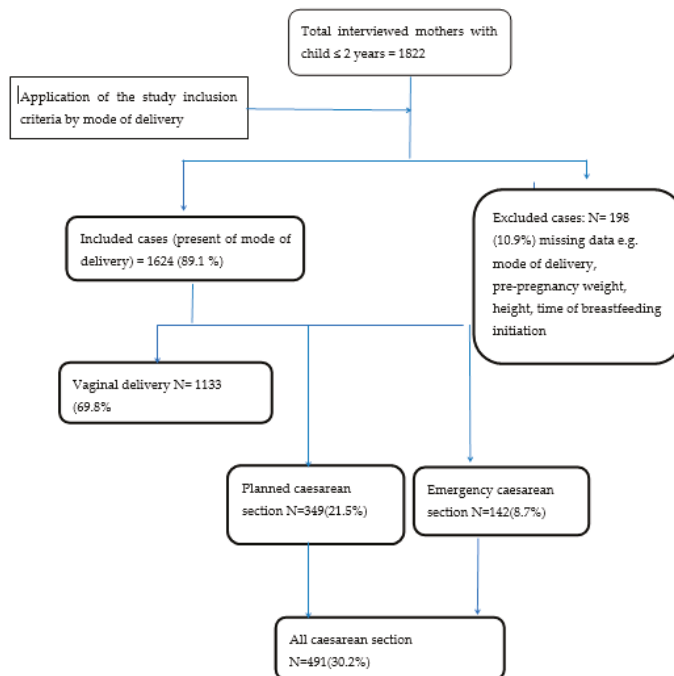 Total interviewed mothers with
child ≤ 2 years = 1822
Application of the study inclusion
criteria by mode of delivery
Included cases (present of mode of
delivery) = 1624 (89.1 %)
Excluded cases: N= 198
(10.9%) missing data e.g.
mode of delivery,
pre-pregnancy weight,
height, time of breastfeeding
initiation
Vaginal delivery N= 1133
(69.8%
Planned caesarean
section N=349(21.5%)
Emergency caesarean
section N=142(8.7%)
All caesarean section
N=491(30.2%)